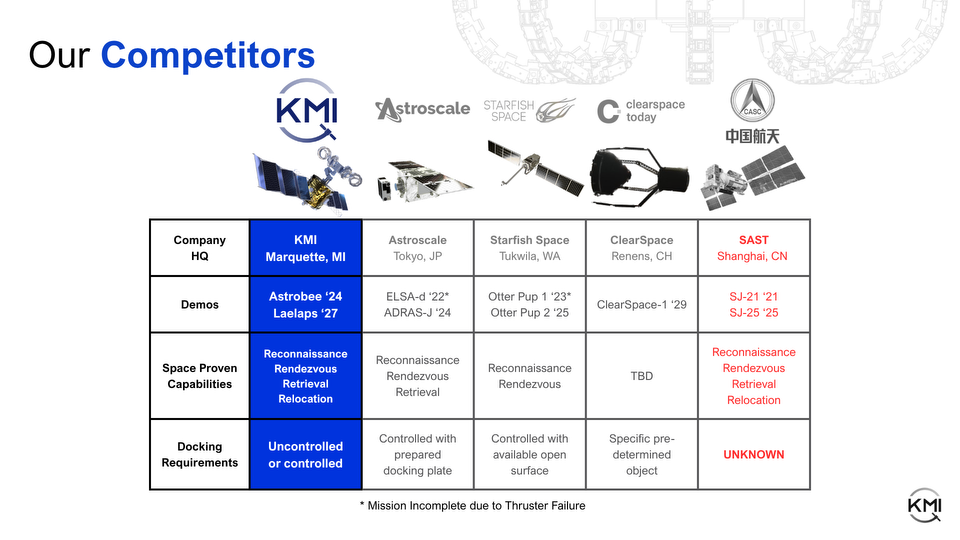 Our Competitors
KMI
Astroscale
STARFISH
SPACE
clearspace
today
CASC
中国航天
Company
HQ
KMI
Marquette, MI
Astroscale
Tokyo, JP
Starfish Space
Tukwila, WA
ClearSpace
Renens, CH
SAST
Shanghai, CN
Demos
Astrobee ‘24
Laelaps ‘27
ELSA-d ‘22*
ADRAS-J ‘24
Otter Pup 1 ‘23*
Otter Pup 2 ‘25
ClearSpace-1 ‘29
SJ-21 ‘21
SJ-25 ‘25
Space Proven
Capabilities
Reconnaissance
Rendezvous
Retrieval
Relocation
Reconnaissance
Rendezvous
Retrieval
Reconnaissance
Rendezvous
TBD
Reconnaissance
Rendezvous
Retrieval
Relocation
Docking
Requirements
Uncontrolled
or controlled
Controlled with
prepared
docking plate
Controlled with
available open
surface
Specific pre-
determined
object
UNKNOWN
* Mission Incomplete due to Thruster Failure
KMI